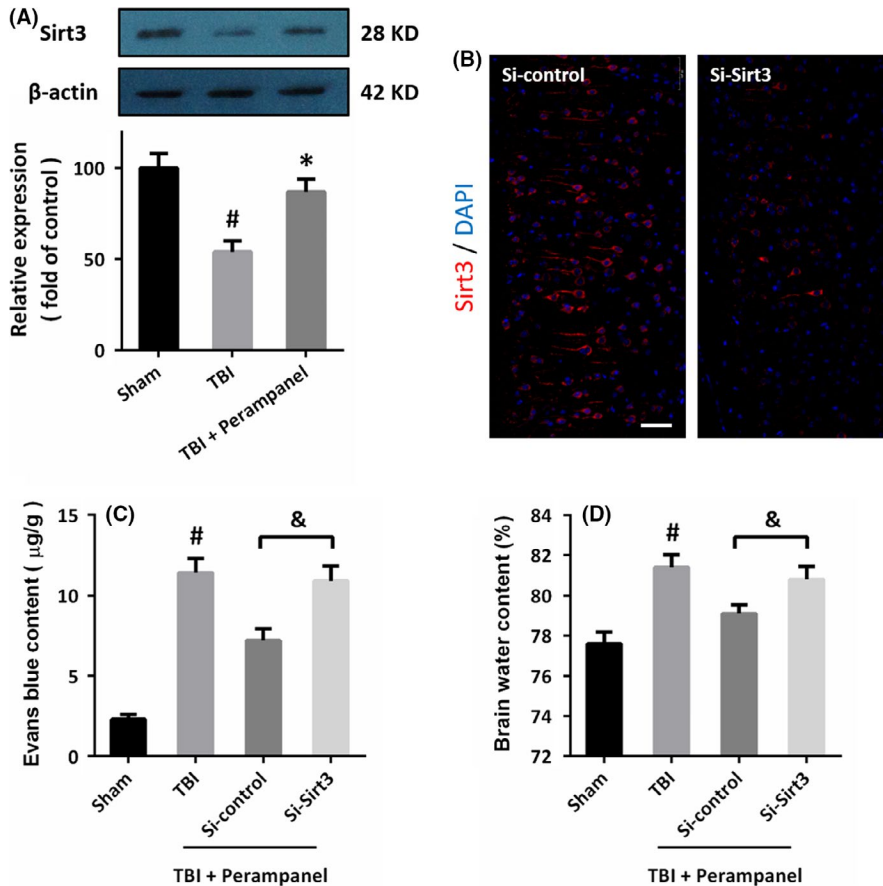 (A)
Sirt3
28 KD
β-actin
42 KD
Relative expression
( fold of control)
100
50
0
#
*
Sham
TBI
TBI + Perampanel
(B)
Si-control
Si-Sirt3
Sirt3 / DAPI
(C)
Evans blue content ( μg/g )
15
10
5
0
#
&
Sham
TBI
Si-control
Si-Sirt3
TBI + Perampanel
(D)
Brain water content (%)
84
82
80
78
76
74
72
#
&
Sham
TBI
Si-control
Si-Sirt3
TBI + Perampanel